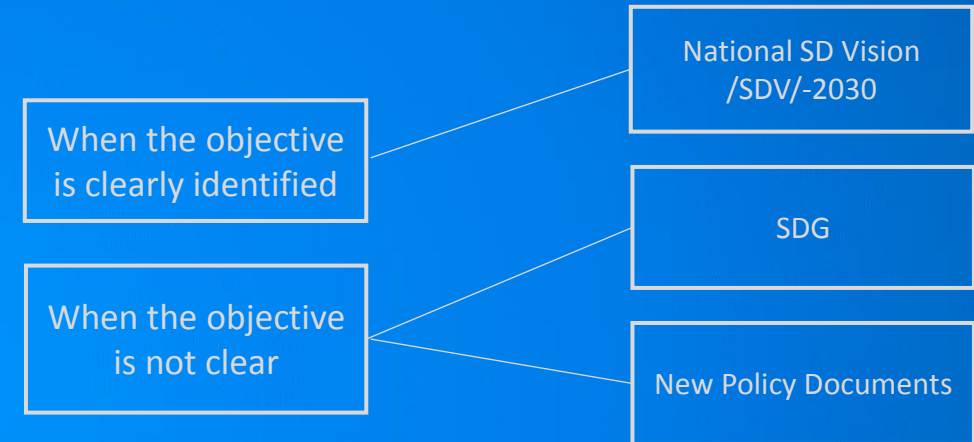 When the objective
is clearly identified
National SD Vision
/SDV/-2030
When the objective
is not clear
SDG
New Policy Documents